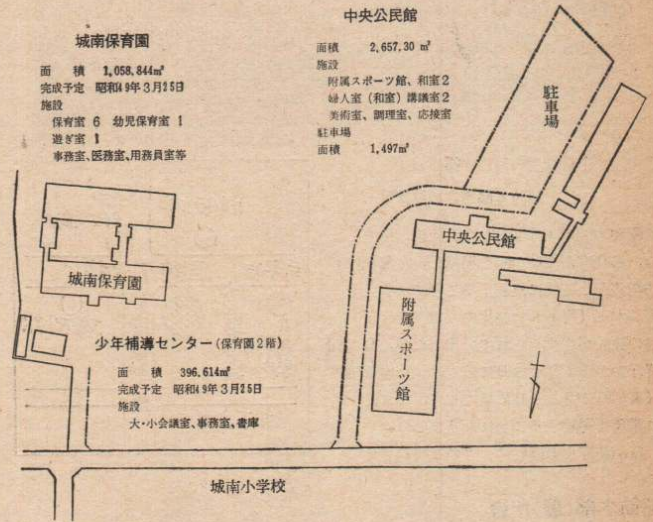 城南保育園
面 積 1,058.844㎡
完成予定 昭和49年3月25日
施設
保育室 6 幼児保育室 1
遊ぎ室 1
事務室、医務室、用務員室等
中央公民館
面積 2,657.30㎡
施設
附属スポーツ館、和室2
婦人室(和室)講議室2
美術室、調理室、応接室
駐車場
面積 1,497㎡
駐車場
中央公民館
附属スポーツ館
城南保育園
少年補導センター(保育園2階)
面 積 396.614㎡
完成予定 昭和49年3月25日
施設
大・小会議室、事務室、書庫
城南小学校